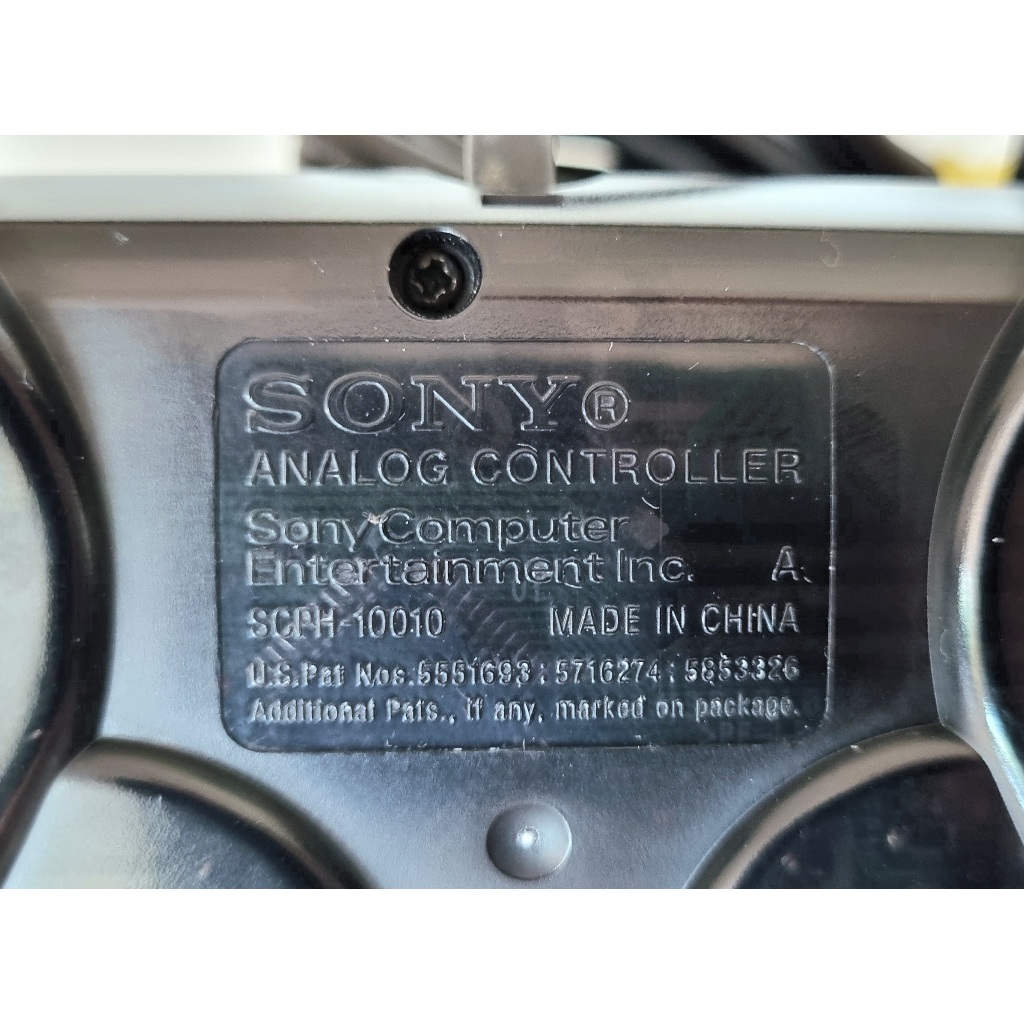 SONY®
ANALOG CONTROLLER
Sony Computer
Entertainment Inc. A
SCPH-10010 MADE IN CHINA
U.S.Pat Nos.5551693 ; 5716274 ; 5853326
Additional Pats., if any, marked on package.